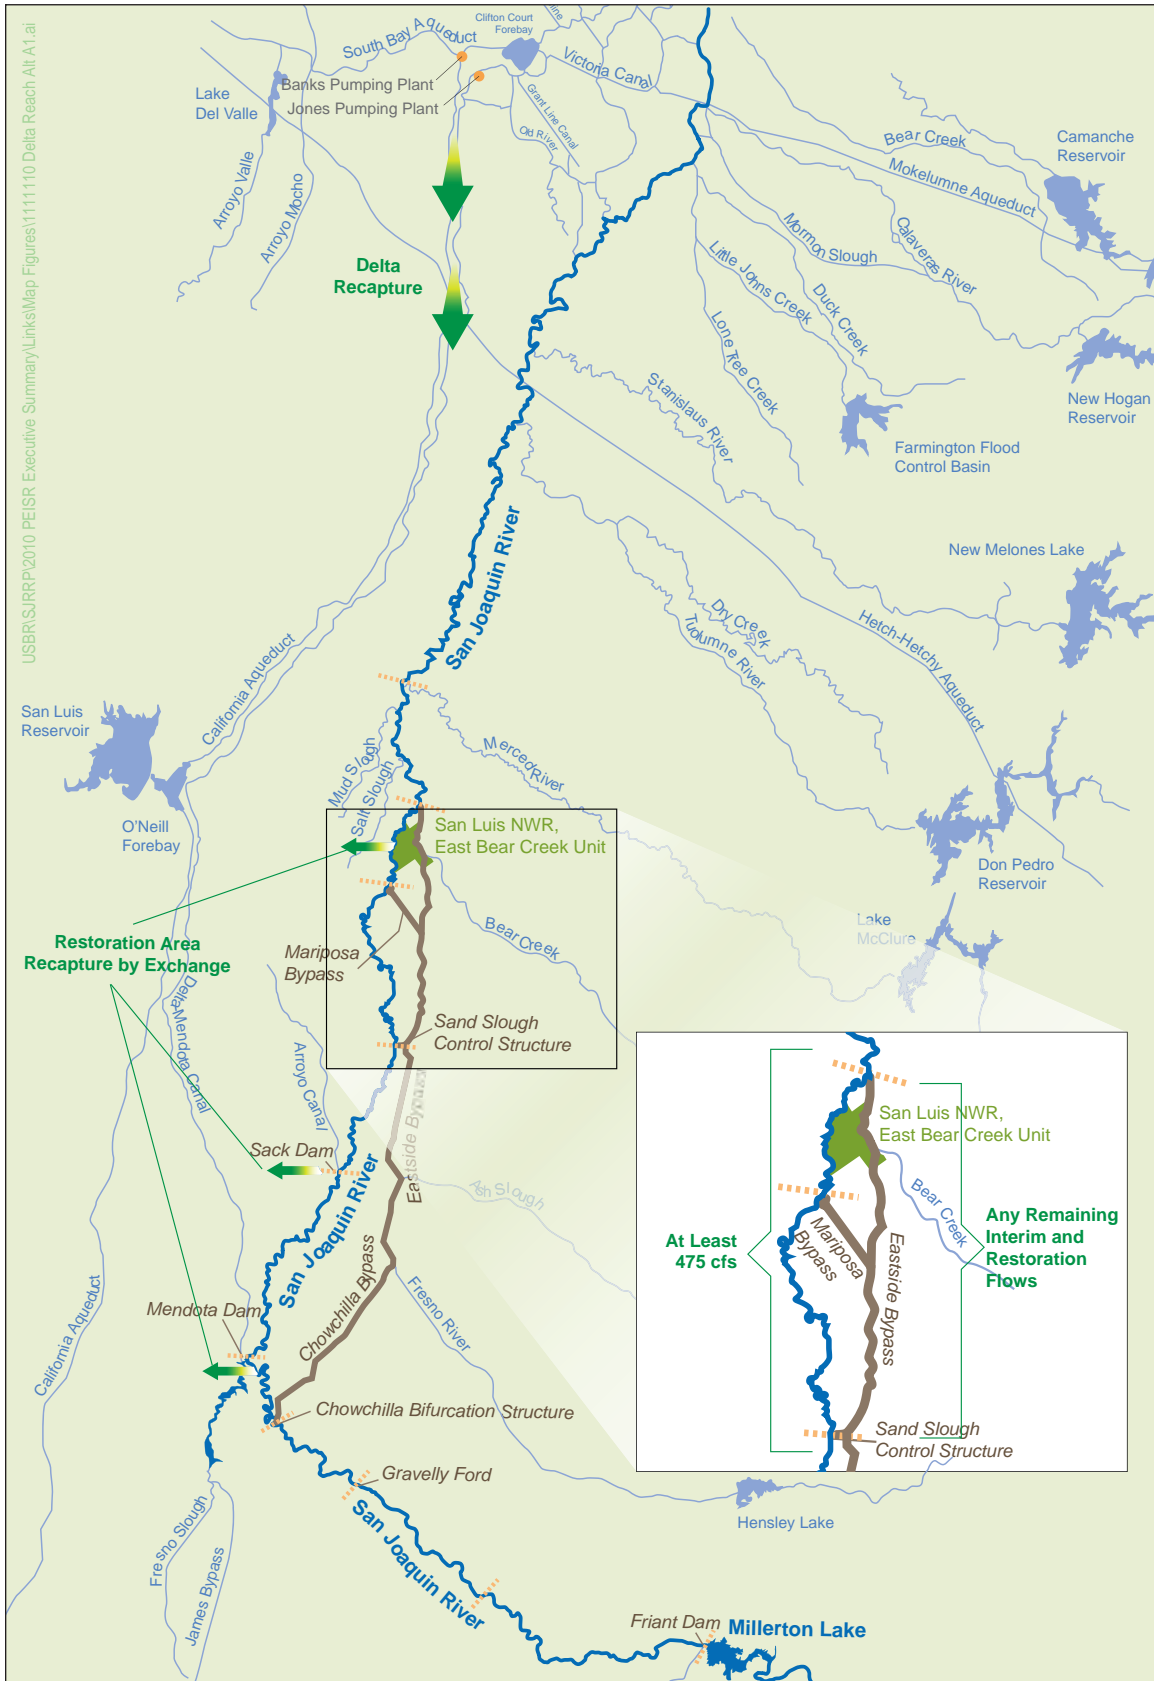 USBR\SJRRP\2010 PEISR Executive Summary\Links\Map Figures\1111110 Delta Reach Alt A1.ai
Clifton Court
Forebay
South Bay Aqueduct
Banks Pumping Plant
Jones Pumping Plant
Victoria Canal
Grant Line Canal
Old River
Lake
Del Valle
Arroyo Valle
Arroyo Mocho
Bear Creek
Mokelumne Aqueduct
Camanche
Reservoir
Calaveras River
Mormon Slough
Little Johns Creek
Duck Creek
Lone Tree Creek
New Hogan
Reservoir
Farmington Flood
Control Basin
Delta
Recapture
Stanislaus River
San Joaquin River
New Melones Lake
Dry Creek
Tuolumne River
Hetch-Hetchy Aqueduct
California Aqueduct
San Luis
Reservoir
O'Neill
Forebay
Mud Slough
Salt Slough
Merced River
San Luis NWR,
East Bear Creek Unit
Don Pedro
Reservoir
Lake
McClure
Bear Creek
Mariposa
Bypass
Restoration Area
Recapture by Exchange
Delta-Mendota Canal
Arroyo Canal
Sand Slough
Control Structure
Eastside Bypass
Sack Dam
Ash Slough
San Joaquin River
Chowchilla Bypass
Fresno River
Mendota Dam
California Aqueduct
Chowchilla Bifurcation Structure
Gravelly Ford
San Joaquin River
Fresno Slough
James Bypass
Hensley Lake
Friant Dam
Millerton Lake
San Luis NWR,
East Bear Creek Unit
Bear Creek
At Least
475 cfs
Mariposa
Bypass
Eastside Bypass
Any Remaining
Interim and
Restoration
Flows
Sand Slough
Control Structure